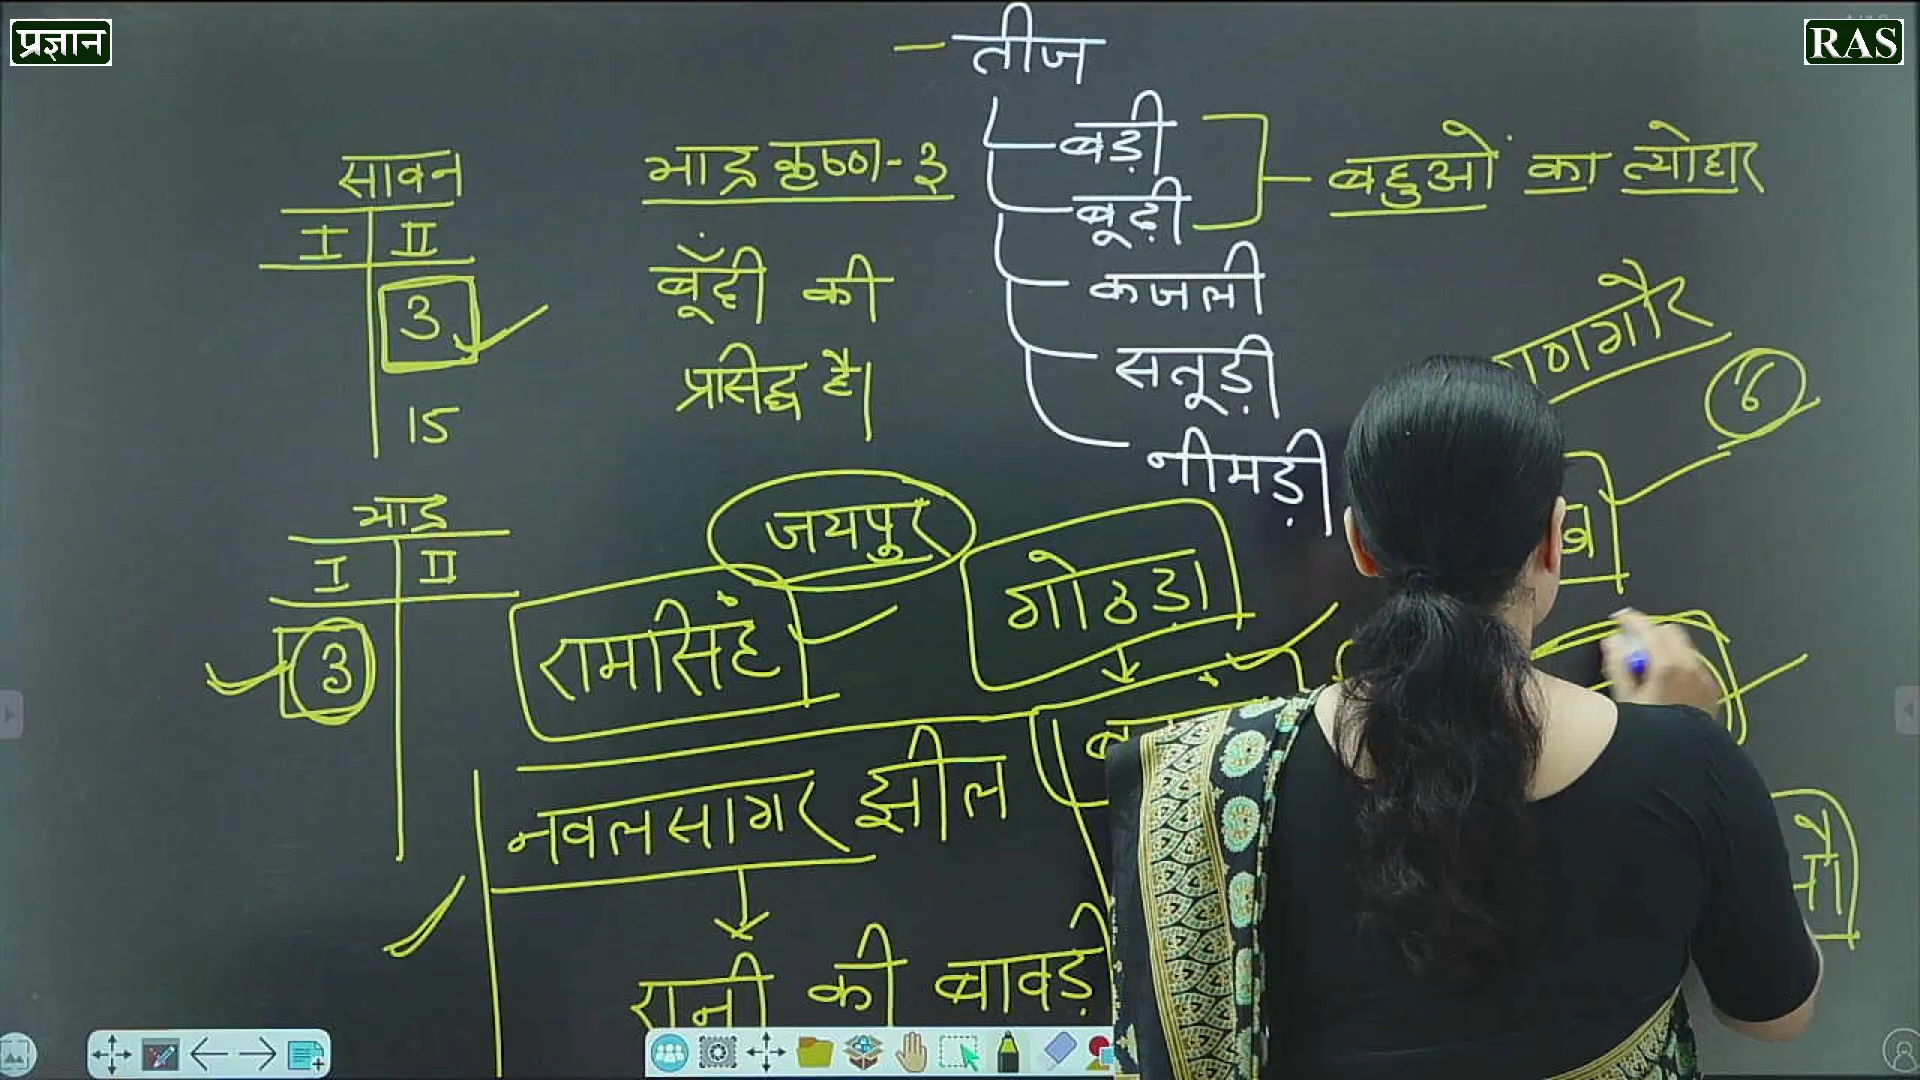 प्रज्ञान
RAS
तीज
बड़ी
बूढ़ी
कजली
सतूड़ी
नीमड़ी
बहुओं का त्योहार
सावन
I II
3
15
भाद्र कृष्ण - 3
बूँदी की
प्रसिद्ध है।
भाद्र
I II
3
जयपुर
रामसिंह
गोठड़ा
नवलसागर झील
रानी की बावड़
6